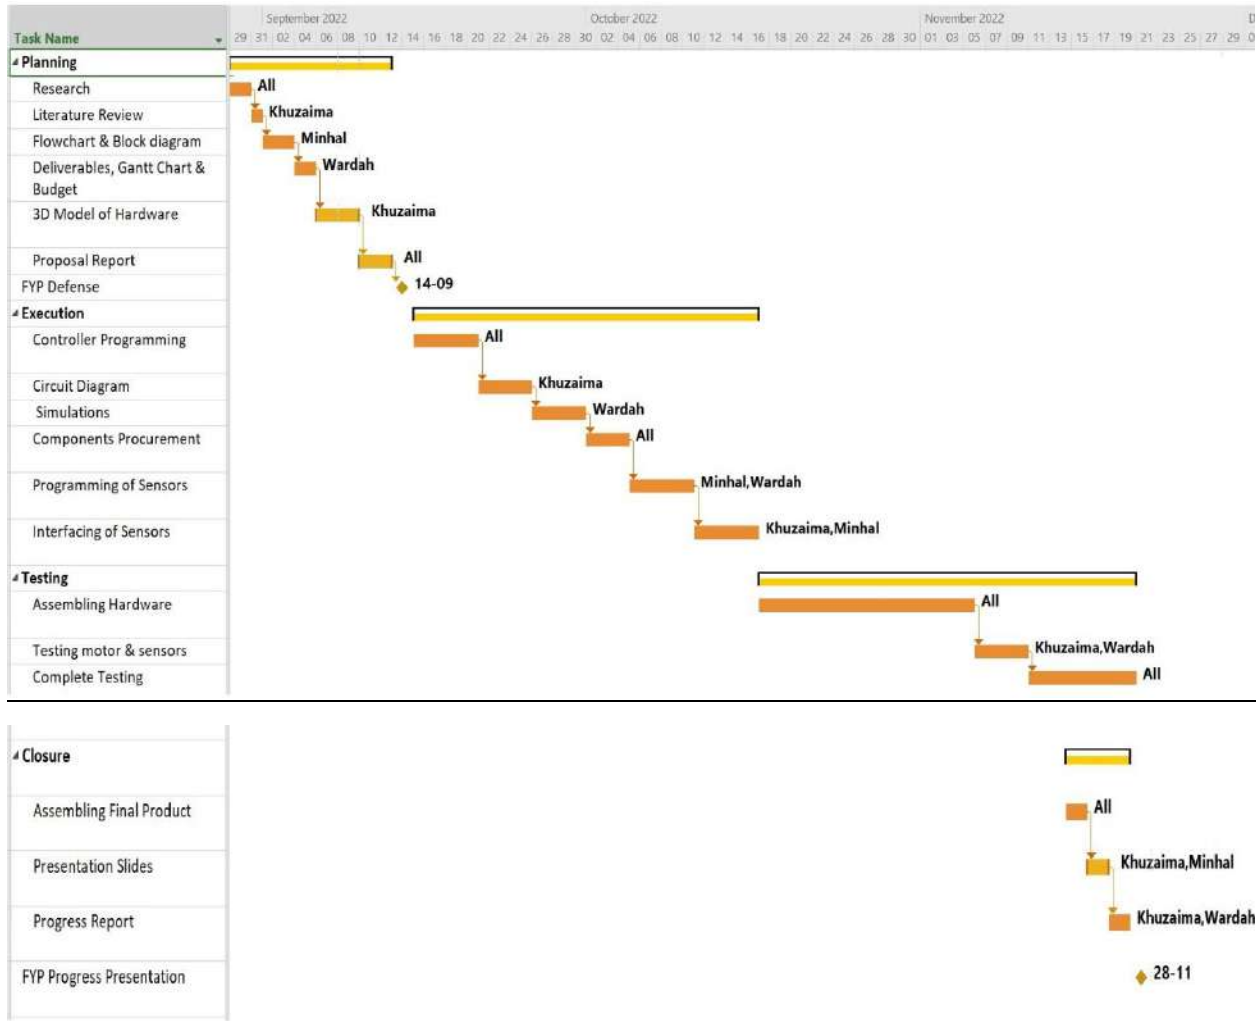 September 2022 October 2022 November 2022 D
Task Name 29 31 02 04 06 08 10 12 14 16 18 20 22 24 26 28 30 02 04 06 08 10 12 14 16 18 20 22 24 26 28 30 01 03 05 07 09 11 13 15 17 19 21 23 25 27 29 0
Planning
Research All
Literature Review Khuzaima
Flowchart & Block diagram Minhal
Deliverables, Gantt Chart & Wardah
Budget
3D Model of Hardware Khuzaima
Proposal Report All
FYP Defense 14-09
Execution
Controller Programming All
Circuit Diagram Khuzaima
Simulations Wardah
Components Procurement All
Programming of Sensors Minhal,Wardah
Interfacing of Sensors Khuzaima,Minhal
Testing
Assembling Hardware All
Testing motor & sensors Khuzaima,Wardah
Complete Testing All
Closure
Assembling Final Product All
Presentation Slides Khuzaima,Minhal
Progress Report Khuzaima,Wardah
FYP Progress Presentation 28-11